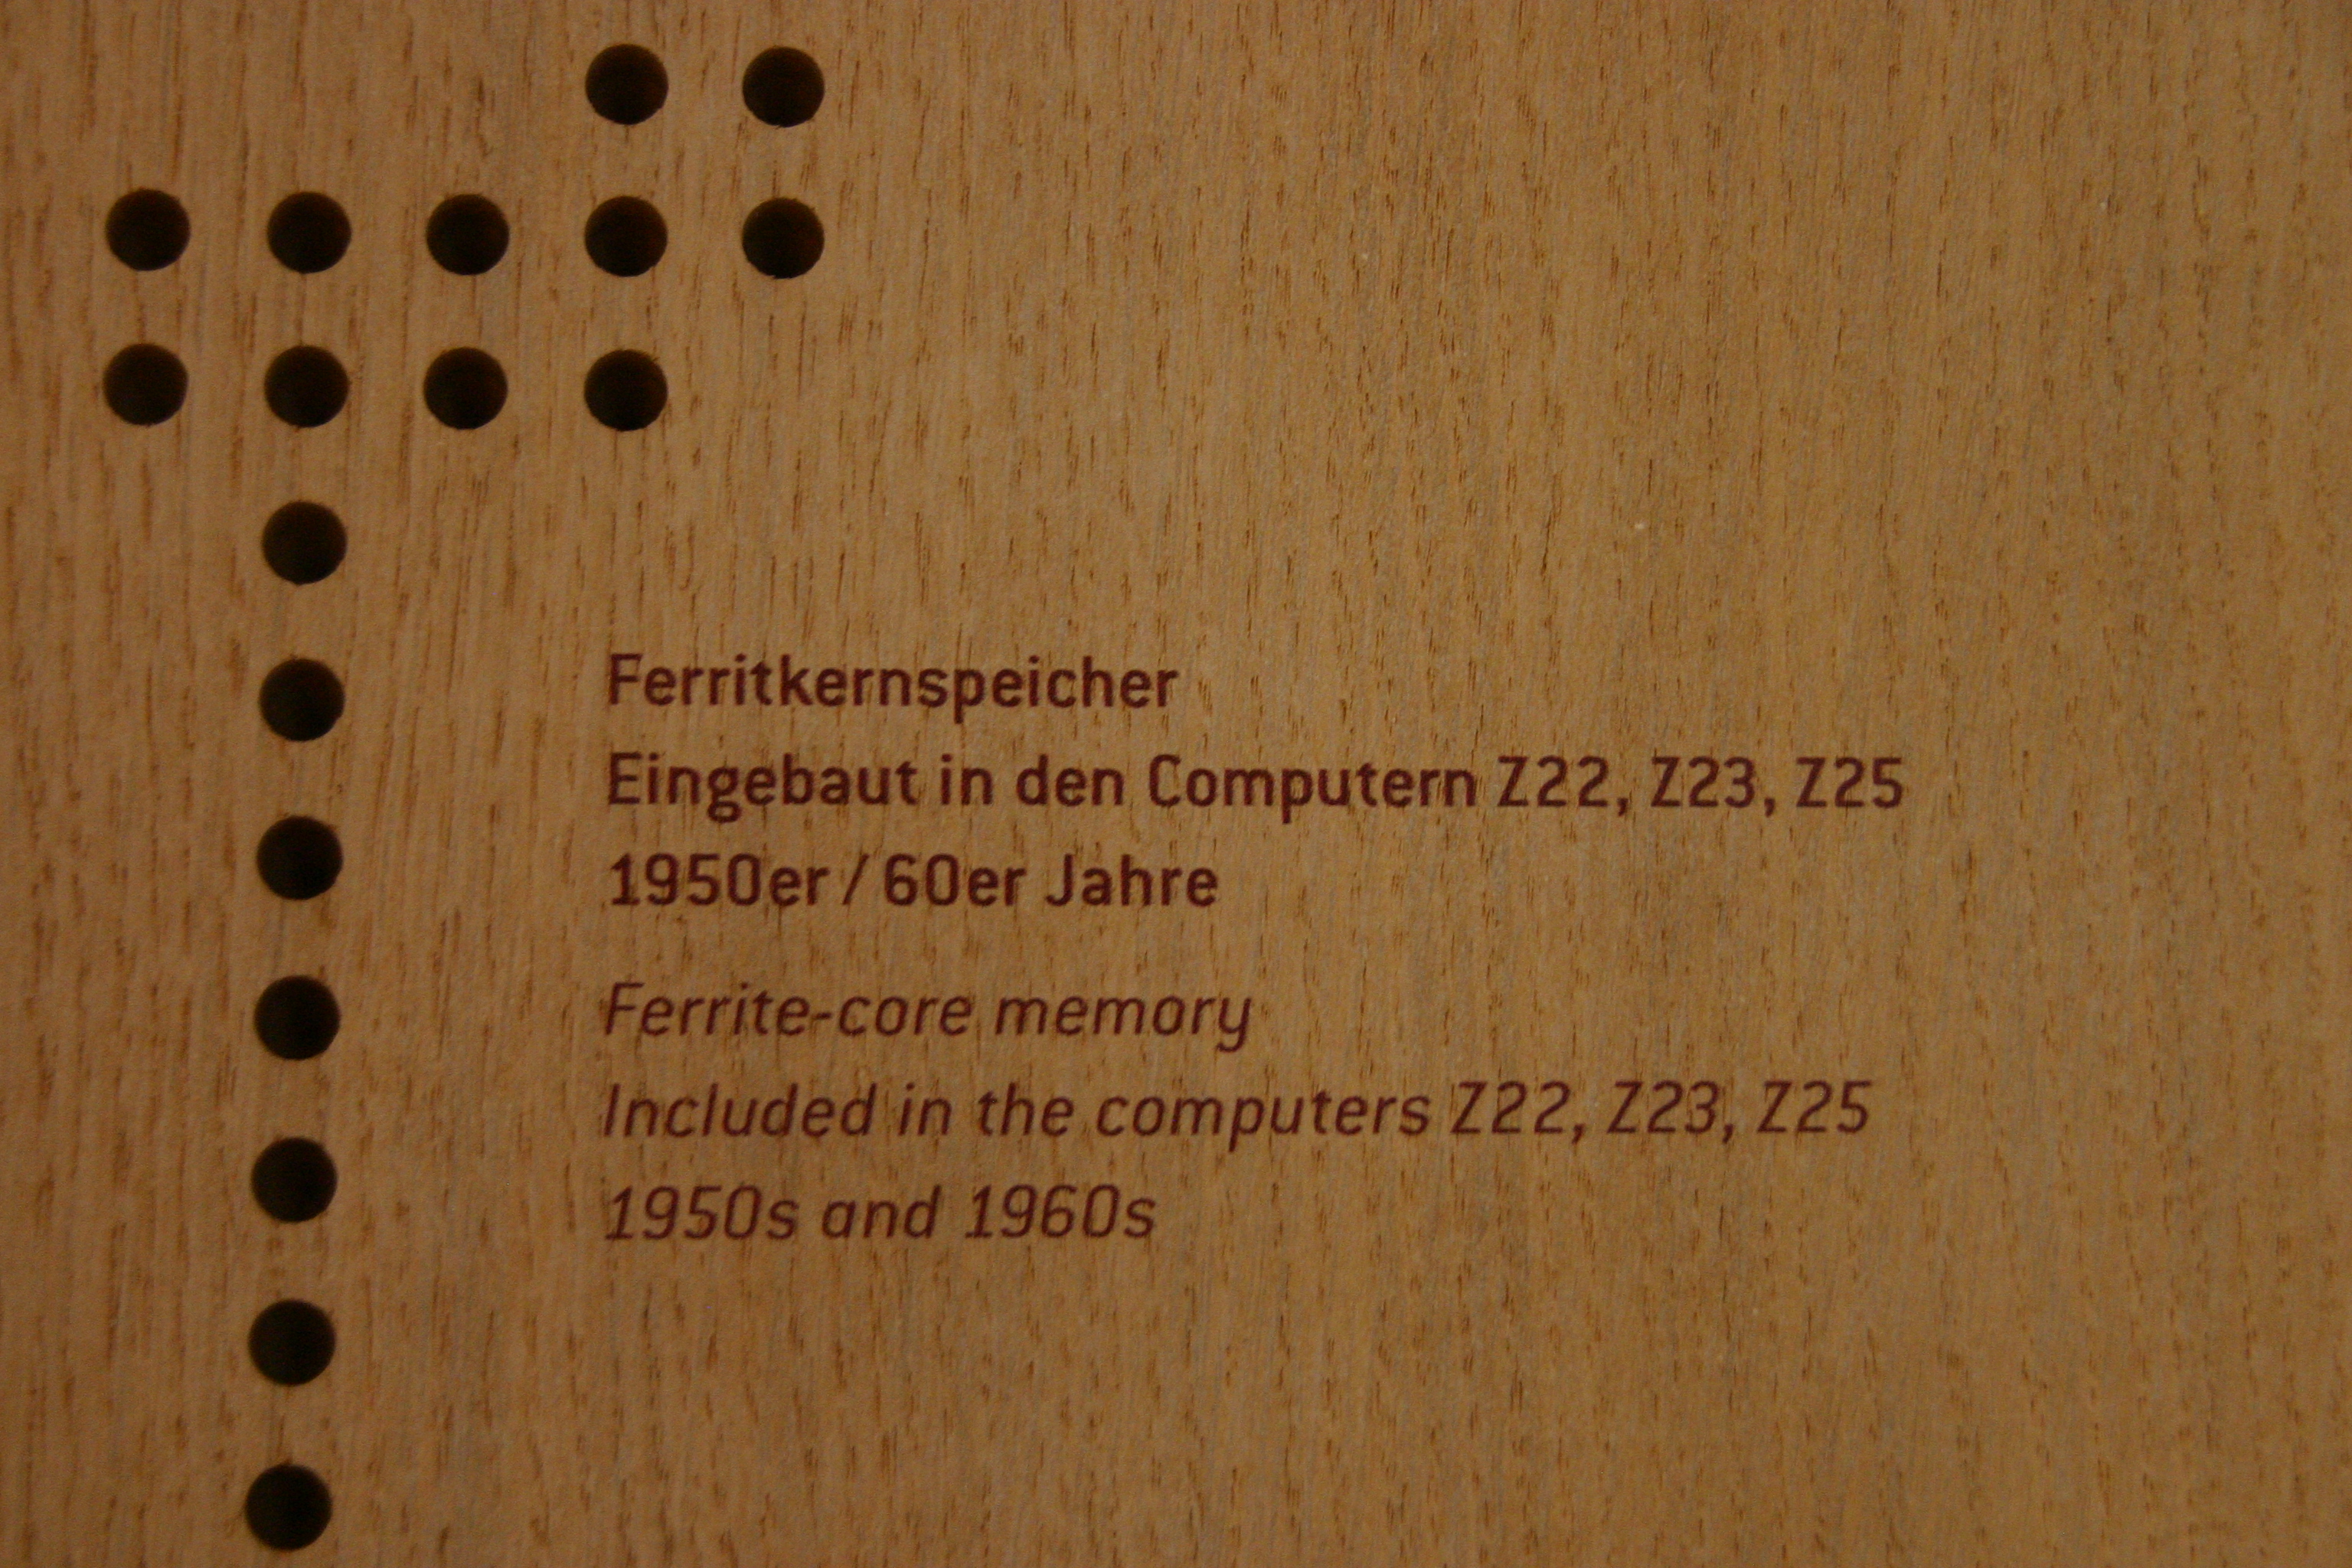 Ferritkernspeicher
Eingebaut in den Computern Z22, Z23, Z25
1950er / 60er Jahre
Ferrite-core memory
Included in the computers Z22, Z23, Z25
1950s and 1960s